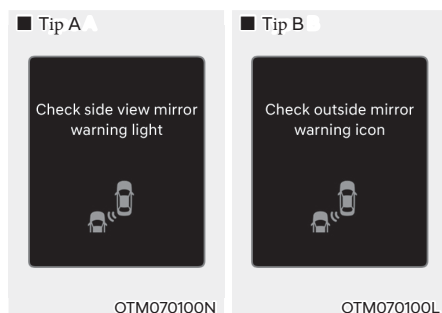 ■ Tip A
Check side view mirror
warning light
OTM070100N
■ Tip B
Check outside mirror
warning icon
OTM070100L